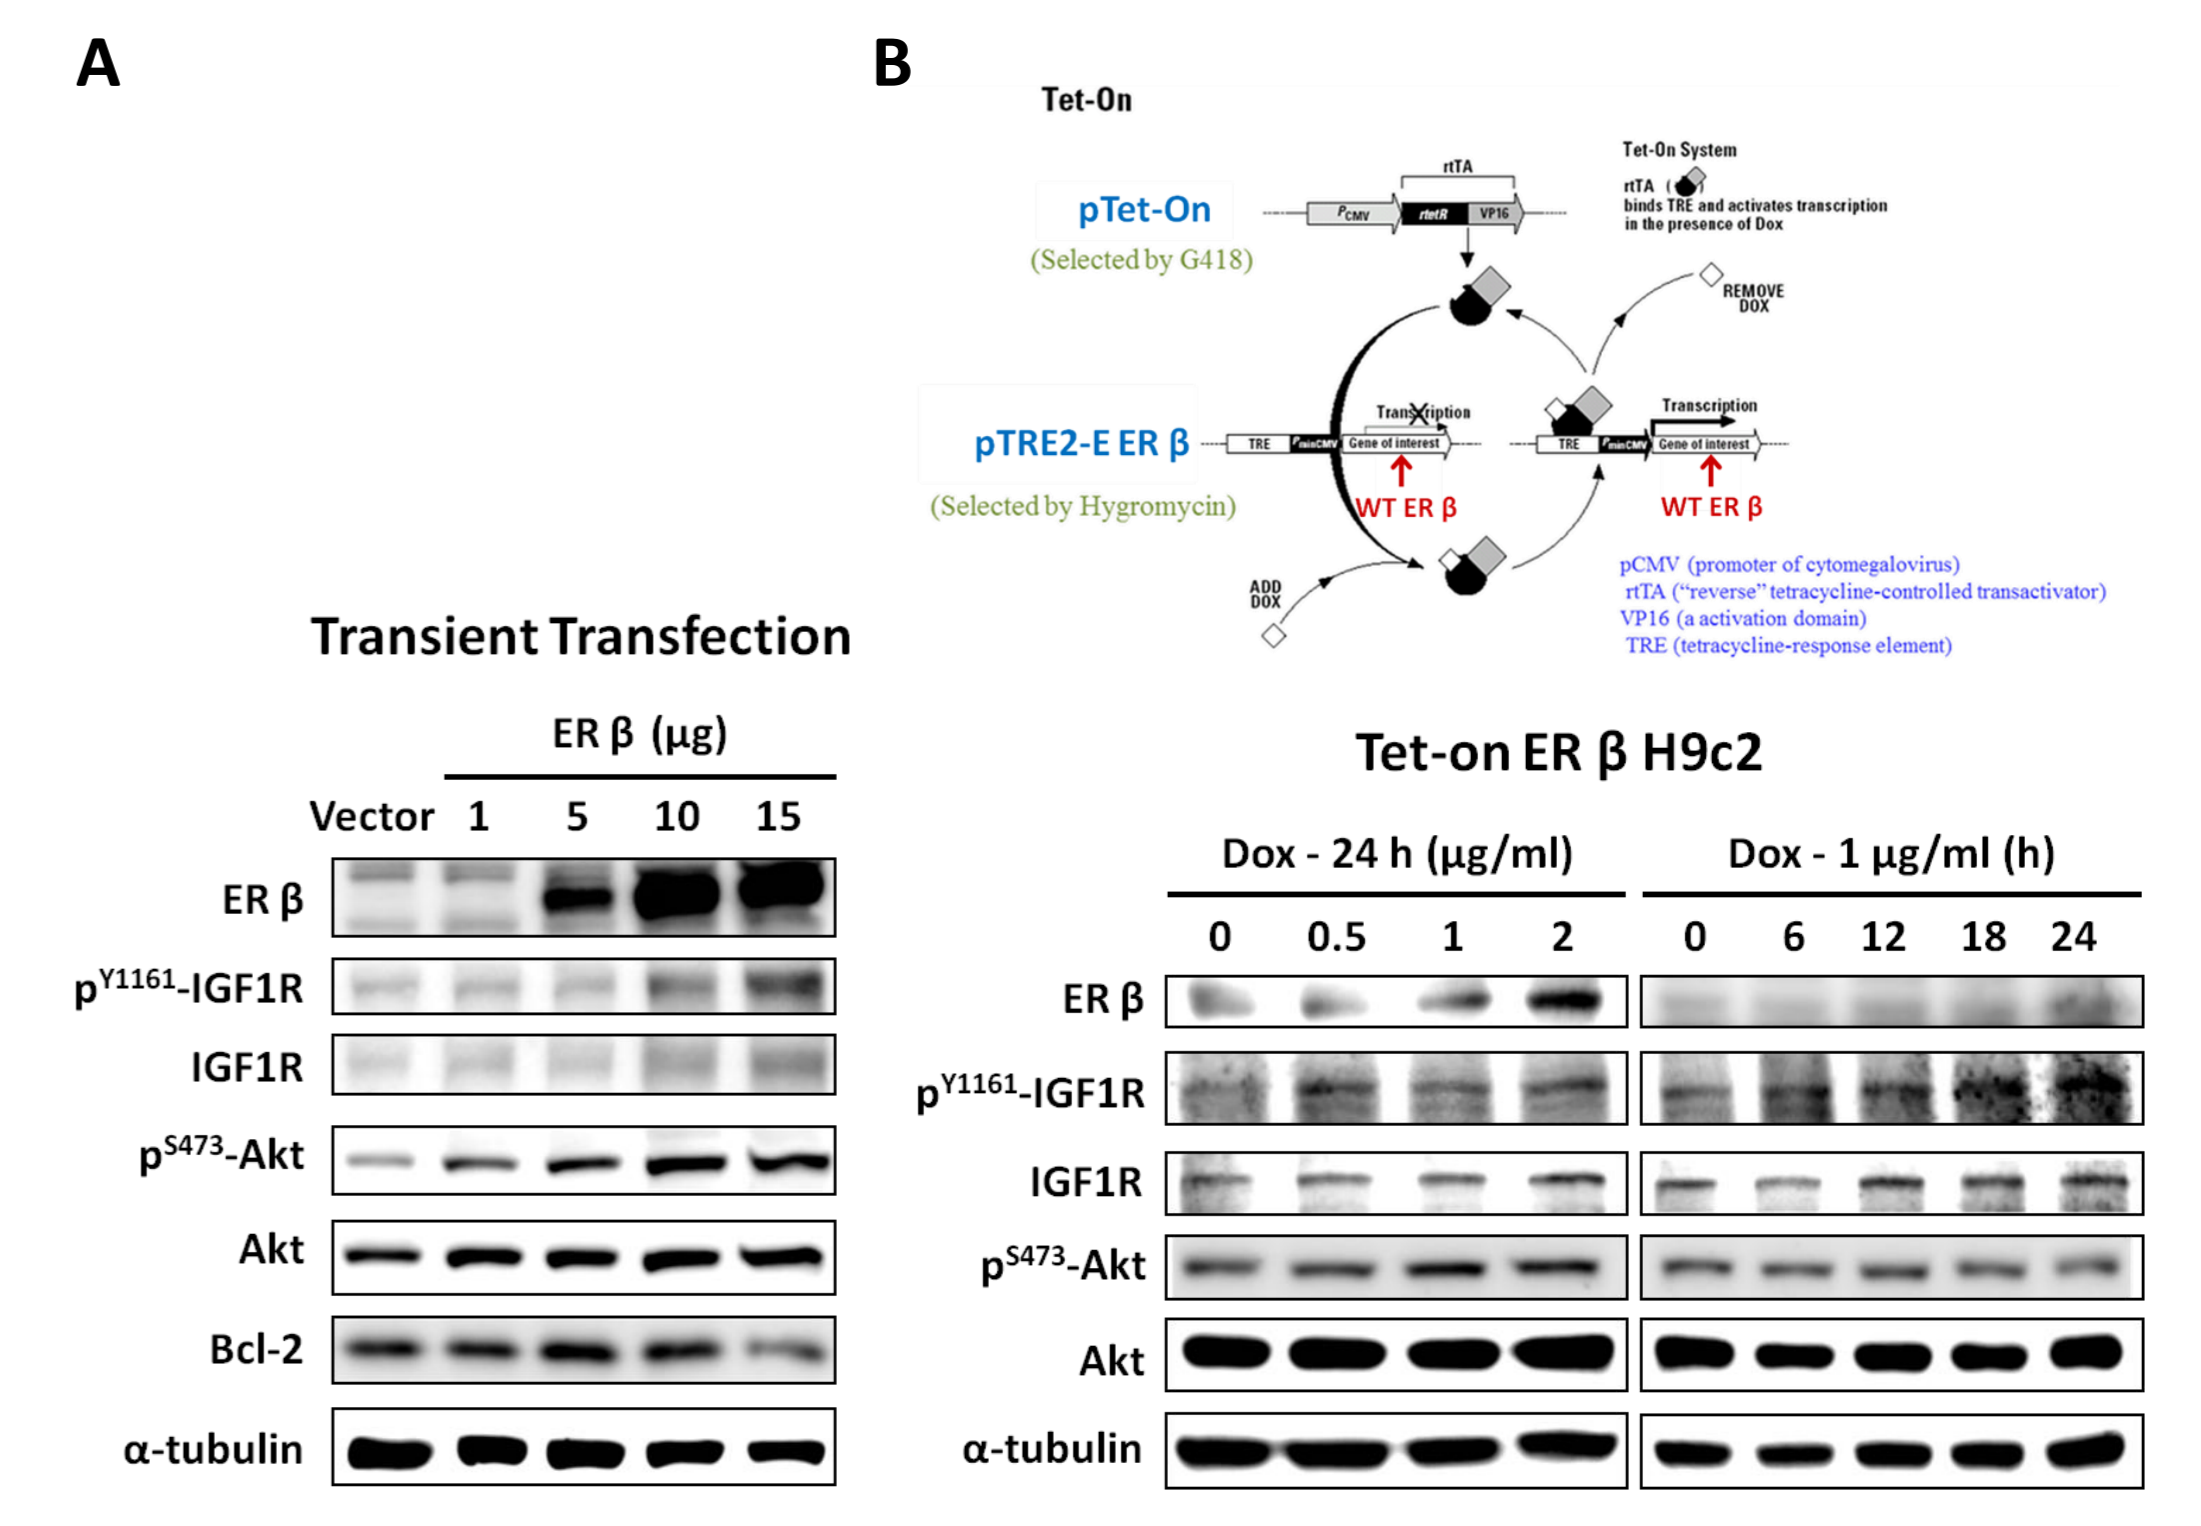 A
B
Tet-On
Tet-On System
rtTA ( )
binds TRE and activates transcription
in the presence of Dox
rtTA
pTet-On
PCMV rtetR VP16
(Selected by G418)
REMOVE
DOX
Transcription
Transcription
pTRE2-E ER β
TRE PminCMV Gene of interest
TRE PminCMV Gene of interest
(Selected by Hygromycin)
WT ER β
WT ER β
ADD
DOX
pCMV (promoter of cytomegalovirus)
rtTA (“reverse” tetracycline-controlled transactivator)
VP16 (a activation domain)
TRE (tetracycline-response element)
Transient Transfection
ER β (μg)
Vector 1 5 10 15
ER β
pY1161-IGF1R
IGF1R
pS473-Akt
Akt
Bcl-2
α-tubulin
Tet-on ER β H9c2
Dox - 24 h (μg/ml)
Dox - 1 μg/ml (h)
0 0.5 1 2
0 6 12 18 24
ER β
pY1161-IGF1R
IGF1R
pS473-Akt
Akt
α-tubulin